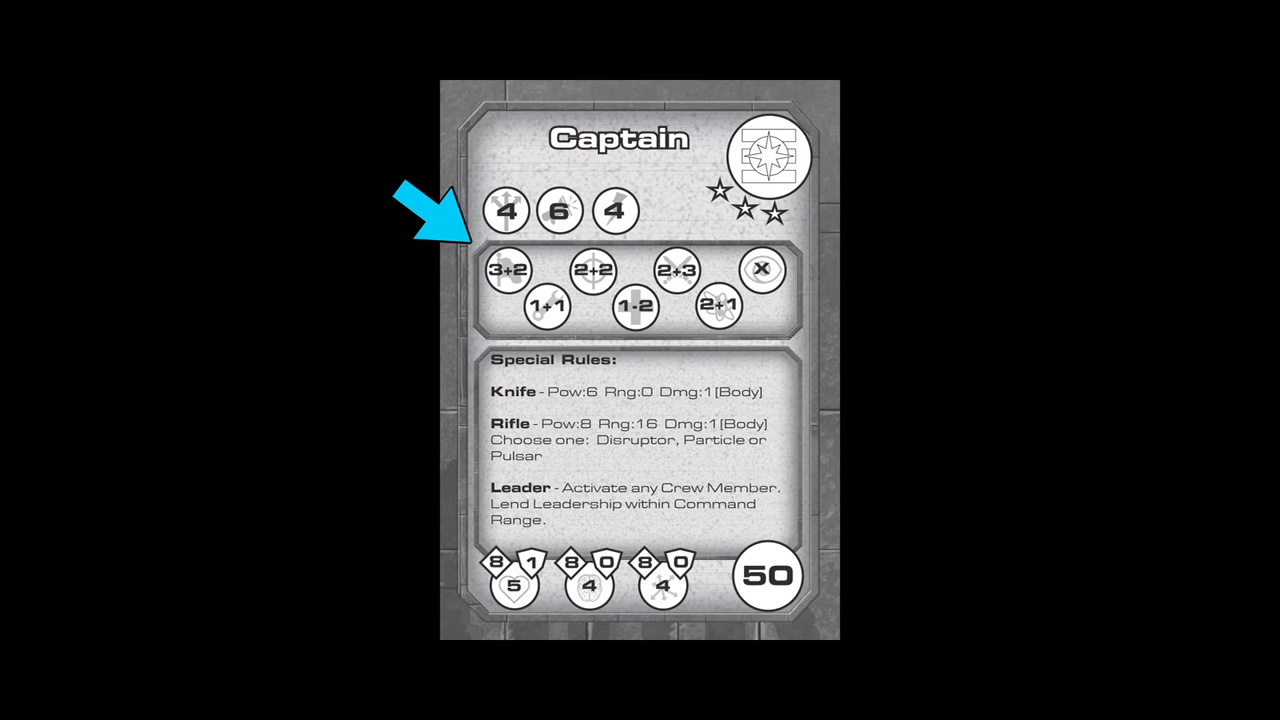 Captain
4 6 4
3+2 2+2 2+3 X
1+1 1-2 2+1
Special Rules:
Knife - Pow:6 Rng:0 Dmg:1[Body]
Rifle - Pow:8 Rng:16 Dmg:1[Body]
Choose one: Disruptor, Particle or
Pulsar
Leader - Activate any Crew Member.
Lend Leadership within Command
Range.
8 1 8 0 8 0
5 4 4 50